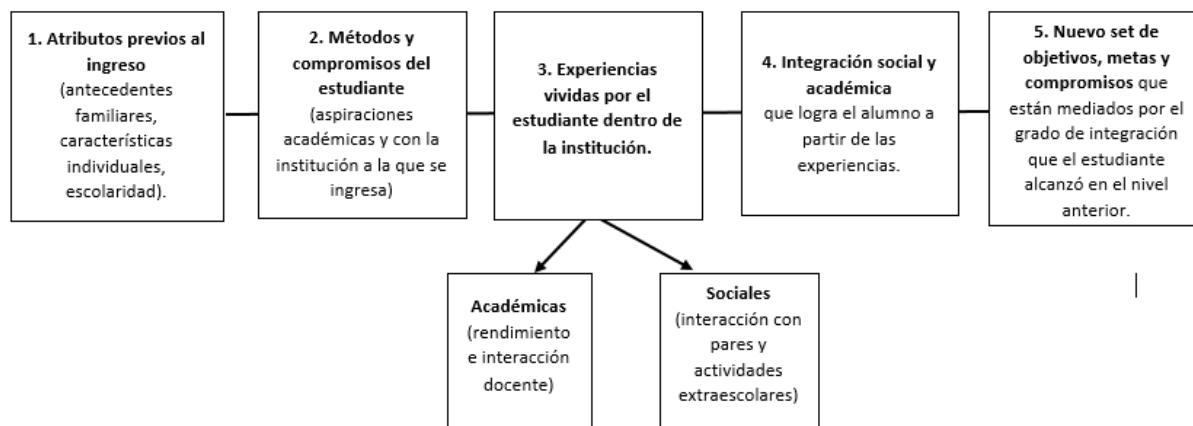 1. Atributos previos al
ingreso
(antecedentes
familiares,
características
individuales,
escolaridad).
2. Métodos y
compromisos del
estudiante
(aspiraciones
académicas y con la
institución a la que se
ingresa)
3. Experiencias
vividas por el
estudiante dentro de
la institución.
4. Integración social y
académica
que logra el alumno a
partir de las
experiencias.
5. Nuevo set de
objetivos, metas y
compromisos que
están mediados por el
grado de integración
que el estudiante
alcanzó en el nivel
anterior.
Académicas
(rendimiento
e interacción
docente)
Sociales
(interacción con
pares y
actividades
extraescolares)